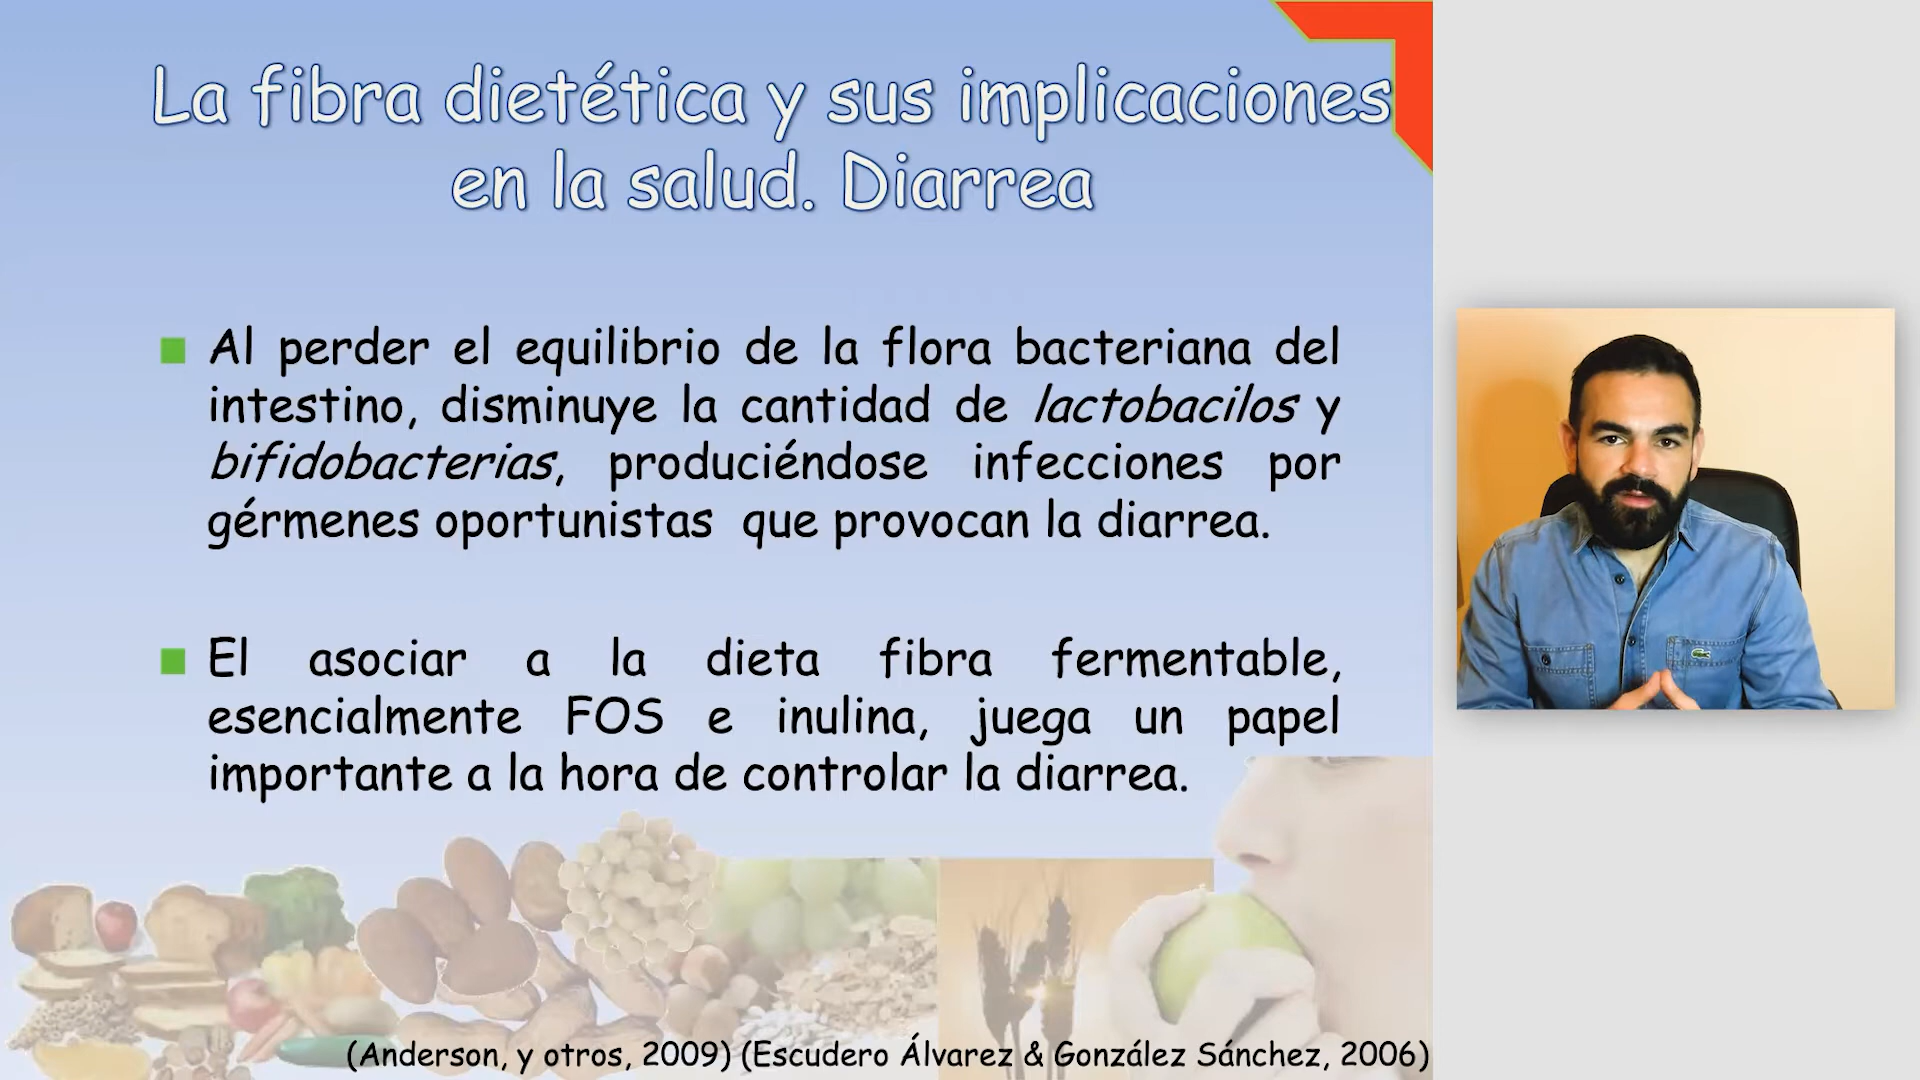 La fibra dietética y sus implicaciones
en la salud. Diarrea
Al perder el equilibrio de la flora bacteriana del
intestino, disminuye la cantidad de lactobacilos y
bifidobacterias, produciéndose infecciones por
gérmenes oportunistas que provocan la diarrea.
El asociar a la dieta fibra fermentable,
esencialmente FOS e inulina, juega un papel
importante a la hora de controlar la diarrea.
(Anderson, y otros, 2009) (Escudero Álvarez & González Sánchez, 2006)